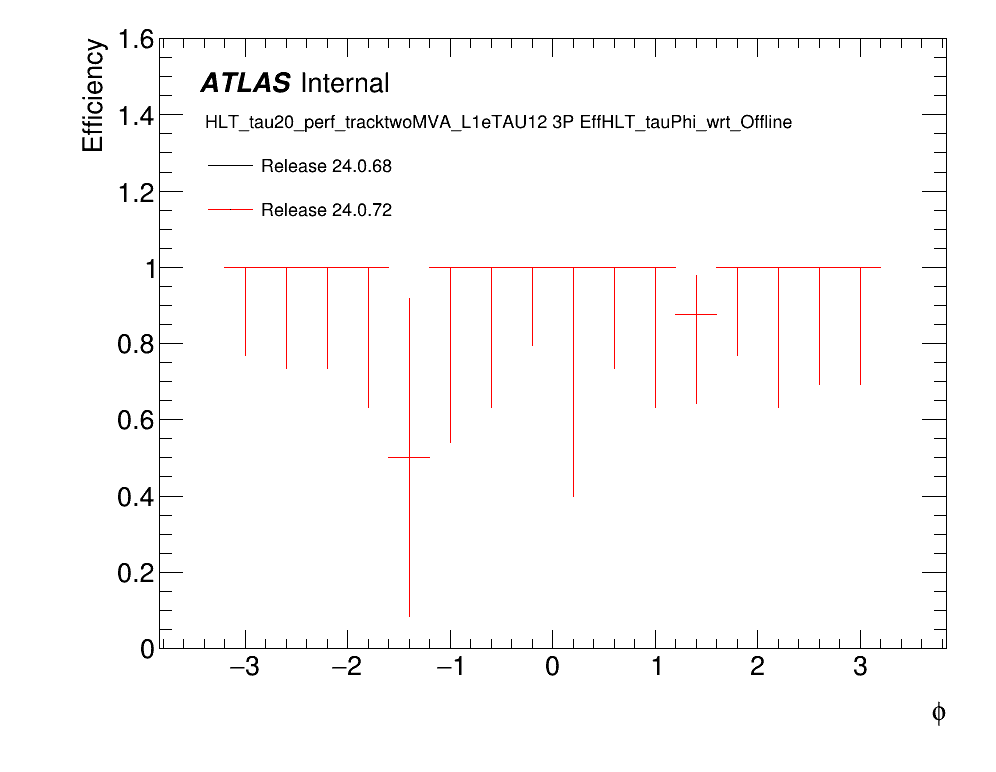 Efficiency
1.6
1.4
1.2
1
0.8
0.6
0.4
0.2
0
ATLAS Internal
HLT_tau20_perf_tracktwoMVA_L1eTAU12 3P EffHLT_tauPhi_wrt_Offline
Release 24.0.68
Release 24.0.72
−3 −2 −1 0 1 2 3
ϕ